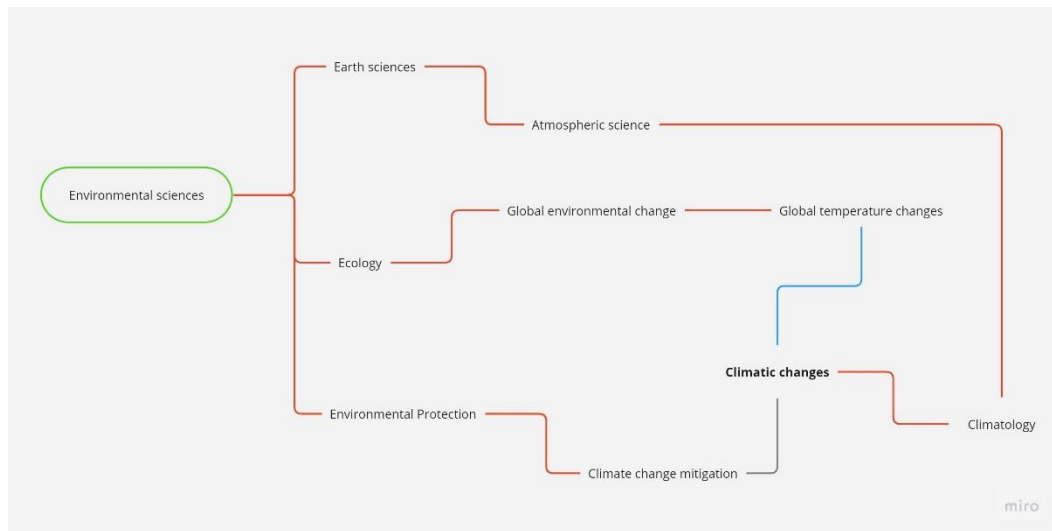 Earth sciences
Atmospheric science
Environmental sciences
Global environmental change
Global temperature changes
Ecology
Climatic changes
Environmental Protection
Climatology
Climate change mitigation
miro